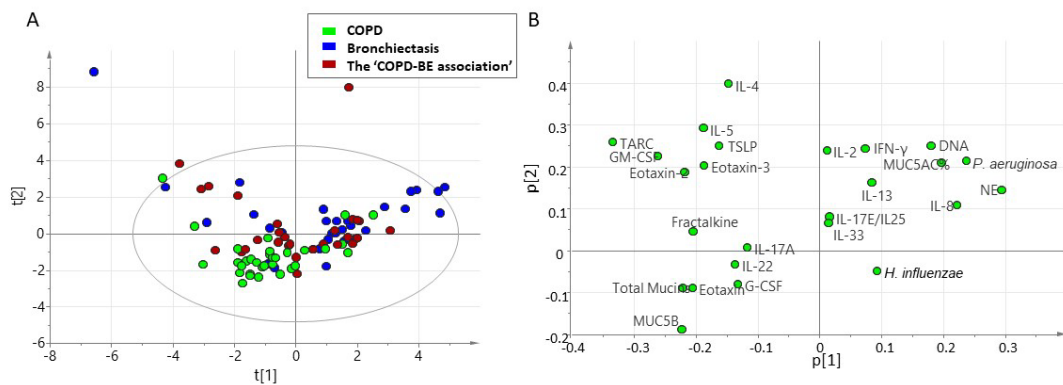 A
COPD
Bronchiectasis
The 'COPD-BE association'
8
6
4
2
0
-2
-4
-6
t[2]
-8
-6
-4
-2
0
2
4
t[1]
B
0.4
0.3
0.2
0.1
0
-0.1
-0.2
p[2]
IL-4
IL-5
TARC
TSLP
GM-CSF
Eotaxin-2
Eotaxin-3
IL-2
IFN-γ
DNA
MUC5AC%
P. aeruginosa
IL-13
NE
IL-8
IL-17E/IL25
IL-33
Fractalkine
IL-17A
IL-22
H. influenzae
Total Mucins
Eotaxin
G-CSF
MUC5B
-0.4
-0.3
-0.2
-0.1
0
0.1
0.2
0.3
p[1]